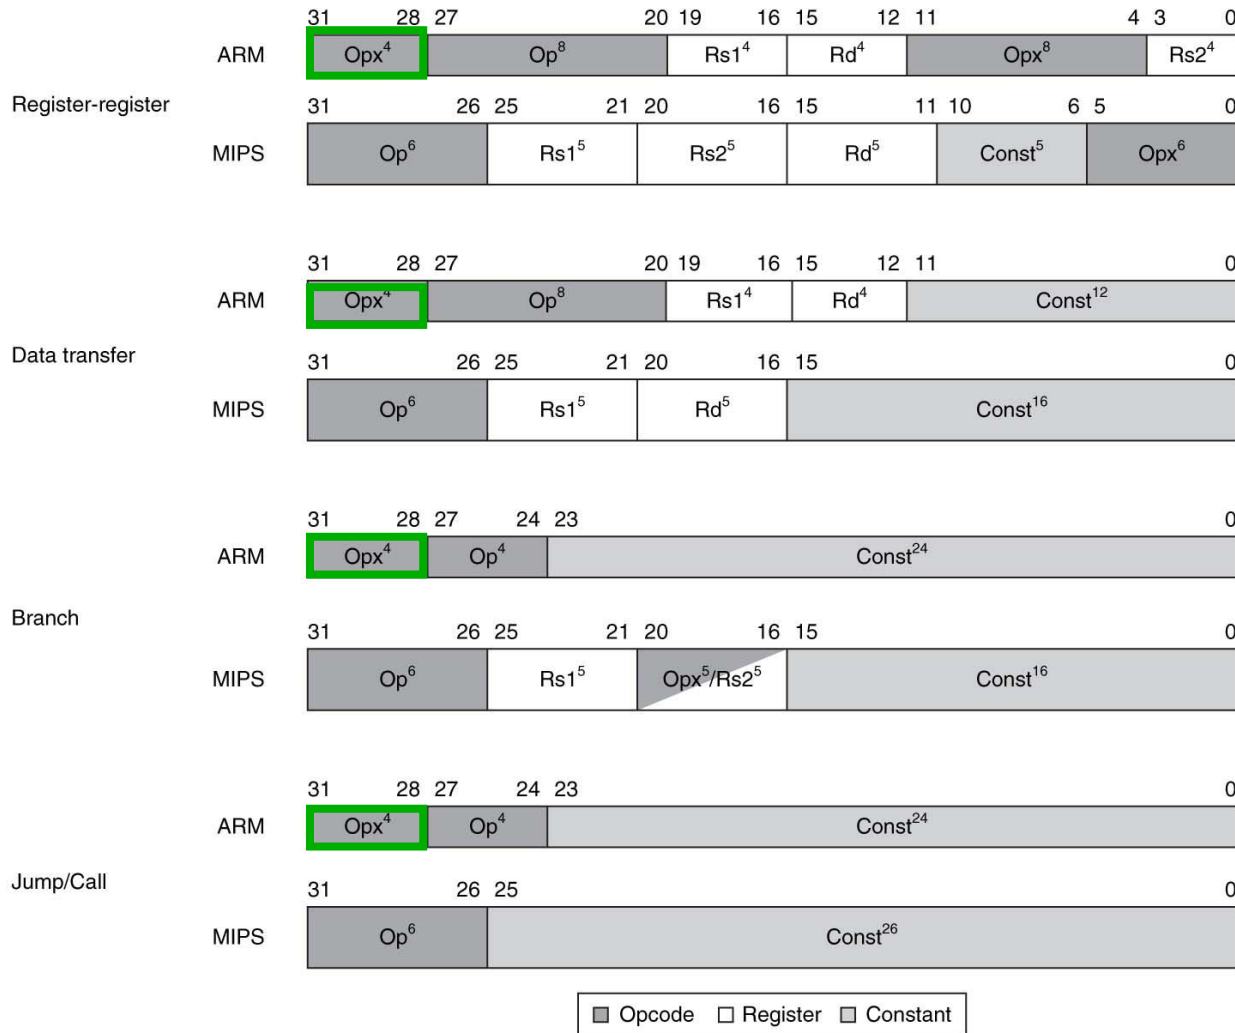 31 28 27 20 19 16 15 12 11 4 3 0
ARM Opx⁴ Op⁸ Rs1⁴ Rd⁴ Opx⁸ Rs2⁴
Register-register
31 26 25 21 20 16 15 11 10 6 5 0
MIPS Op⁶ Rs1⁵ Rs2⁵ Rd⁵ Const⁵ Opx⁶
31 28 27 20 19 16 15 12 11 0
ARM Opx⁴ Op⁸ Rs1⁴ Rd⁴ Const¹²
Data transfer
31 26 25 21 20 16 15 0
MIPS Op⁶ Rs1⁵ Rd⁵ Const¹⁶
31 28 27 24 23 0
ARM Opx⁴ Op⁴ Const²⁴
Branch
31 26 25 21 20 16 15 0
MIPS Op⁶ Rs1⁵ Opx⁵/Rs2⁵ Const¹⁶
31 28 27 24 23 0
ARM Opx⁴ Op⁴ Const²⁴
Jump/Call
31 26 25 0
MIPS Op⁶ Const²⁶
Opcode Register Constant